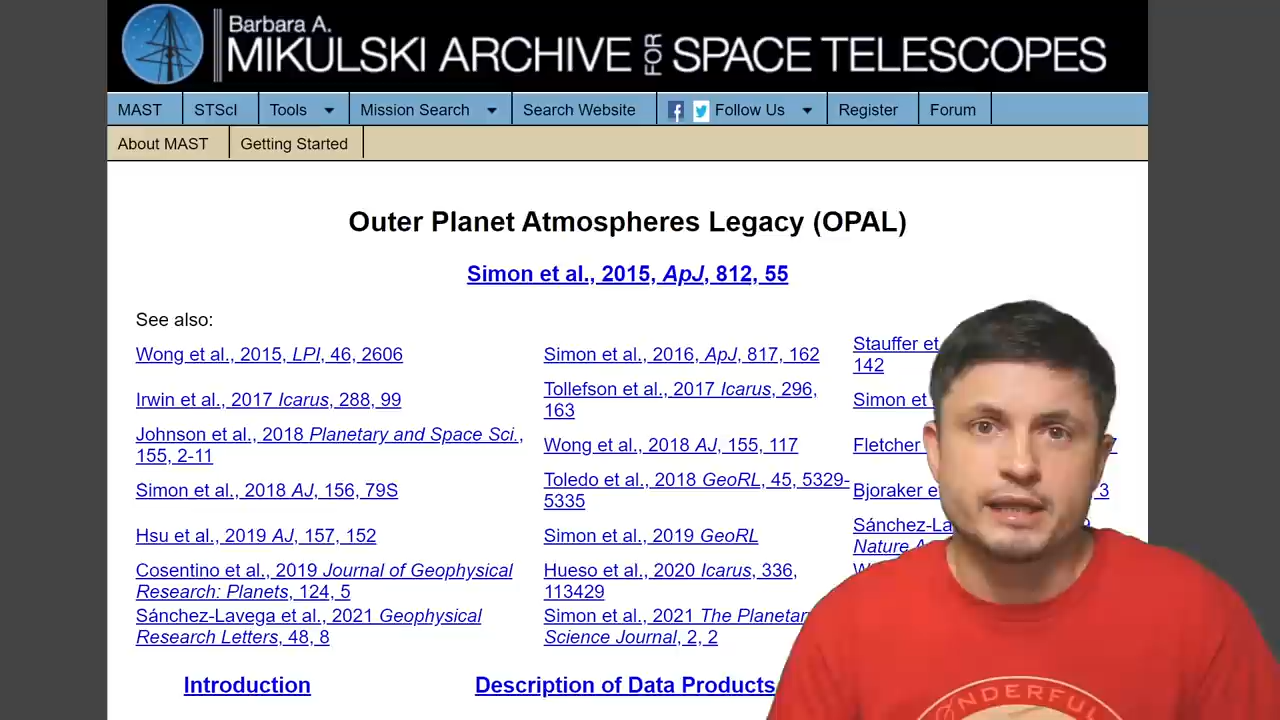 Barbara A.
MIKULSKI ARCHIVE FOR SPACE TELESCOPES
MAST STScI Tools Mission Search Search Website Follow Us Register Forum
About MAST Getting Started
Outer Planet Atmospheres Legacy (OPAL)
Simon et al., 2015, ApJ, 812, 55
See also:
Wong et al., 2015, LPI, 46, 2606
Irwin et al., 2017 Icarus, 288, 99
Johnson et al., 2018 Planetary and Space Sci.,
155, 2-11
Simon et al., 2018 AJ, 156, 79S
Hsu et al., 2019 AJ, 157, 152
Cosentino et al., 2019 Journal of Geophysical
Research: Planets, 124, 5
Sánchez-Lavega et al., 2021 Geophysical
Research Letters, 48, 8
Simon et al., 2016, ApJ, 817, 162
Tollefson et al., 2017 Icarus, 296,
163
Wong et al., 2018 AJ, 155, 117
Toledo et al., 2018 GeoRL, 45, 5329-
5335
Simon et al., 2019 GeoRL
Hueso et al., 2020 Icarus, 336,
113429
Simon et al., 2021 The Planetar
Science Journal, 2, 2
Stauffer et
142
Simon et
Fletcher
Bjoraker e 3
Sánchez-La 9
Nature A
Introduction Description of Data Products
ØNDERFUL